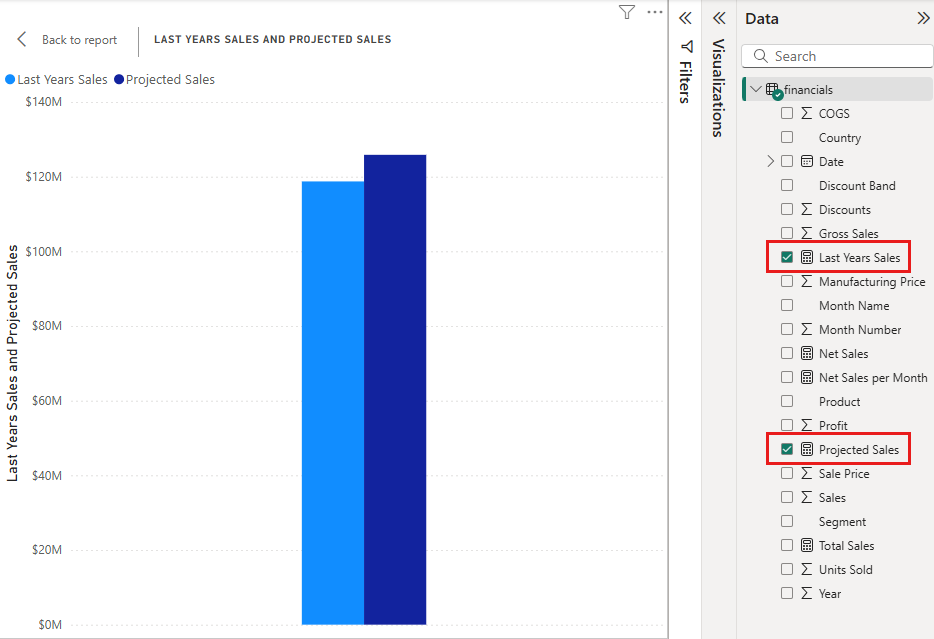 Back to report
LAST YEARS SALES AND PROJECTED SALES
Last Years Sales
Projected Sales
$140M
$120M
$100M
$80M
$60M
$40M
$20M
$0M
Last Years Sales and Projected Sales
Filters
Visualizations
Data
Search
financials
COGS
Country
Date
Discount Band
Discounts
Gross Sales
Last Years Sales
Manufacturing Price
Month Name
Month Number
Net Sales
Net Sales per Month
Product
Profit
Projected Sales
Sale Price
Sales
Segment
Total Sales
Units Sold
Year